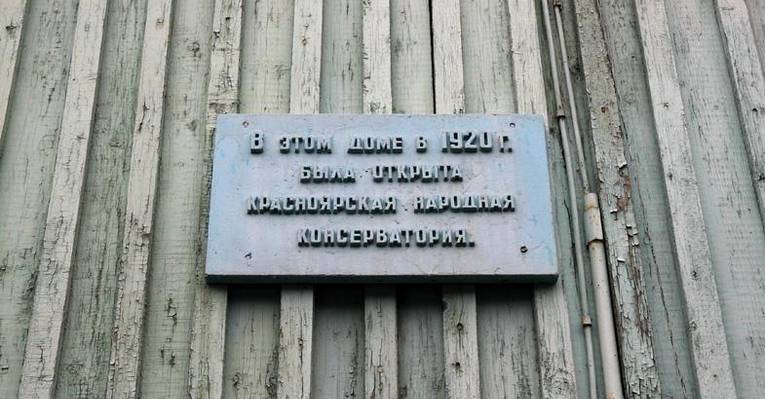 В ЭТОМ ДОМЕ В 1920 Г.
БЫЛА ОТКРЫТА
КРАСНОЯРСКАЯ НАРОДНАЯ
КОНСЕРВАТОРИЯ.